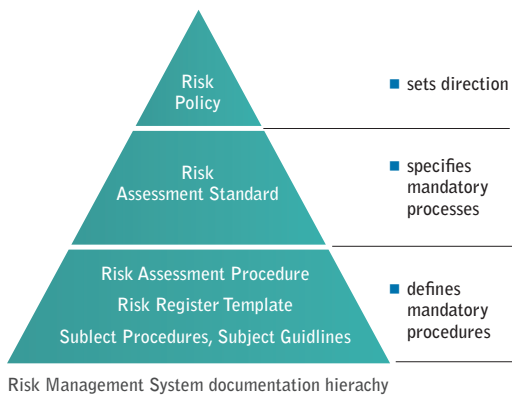 Risk
Policy
sets direction
Risk
Assessment Standard
specifies
mandatory
processes
Risk Assessment Procedure
Risk Register Template
Sublect Procedures, Subject Guidlines
defines
mandatory
procedures
Risk Management System documentation hierachy